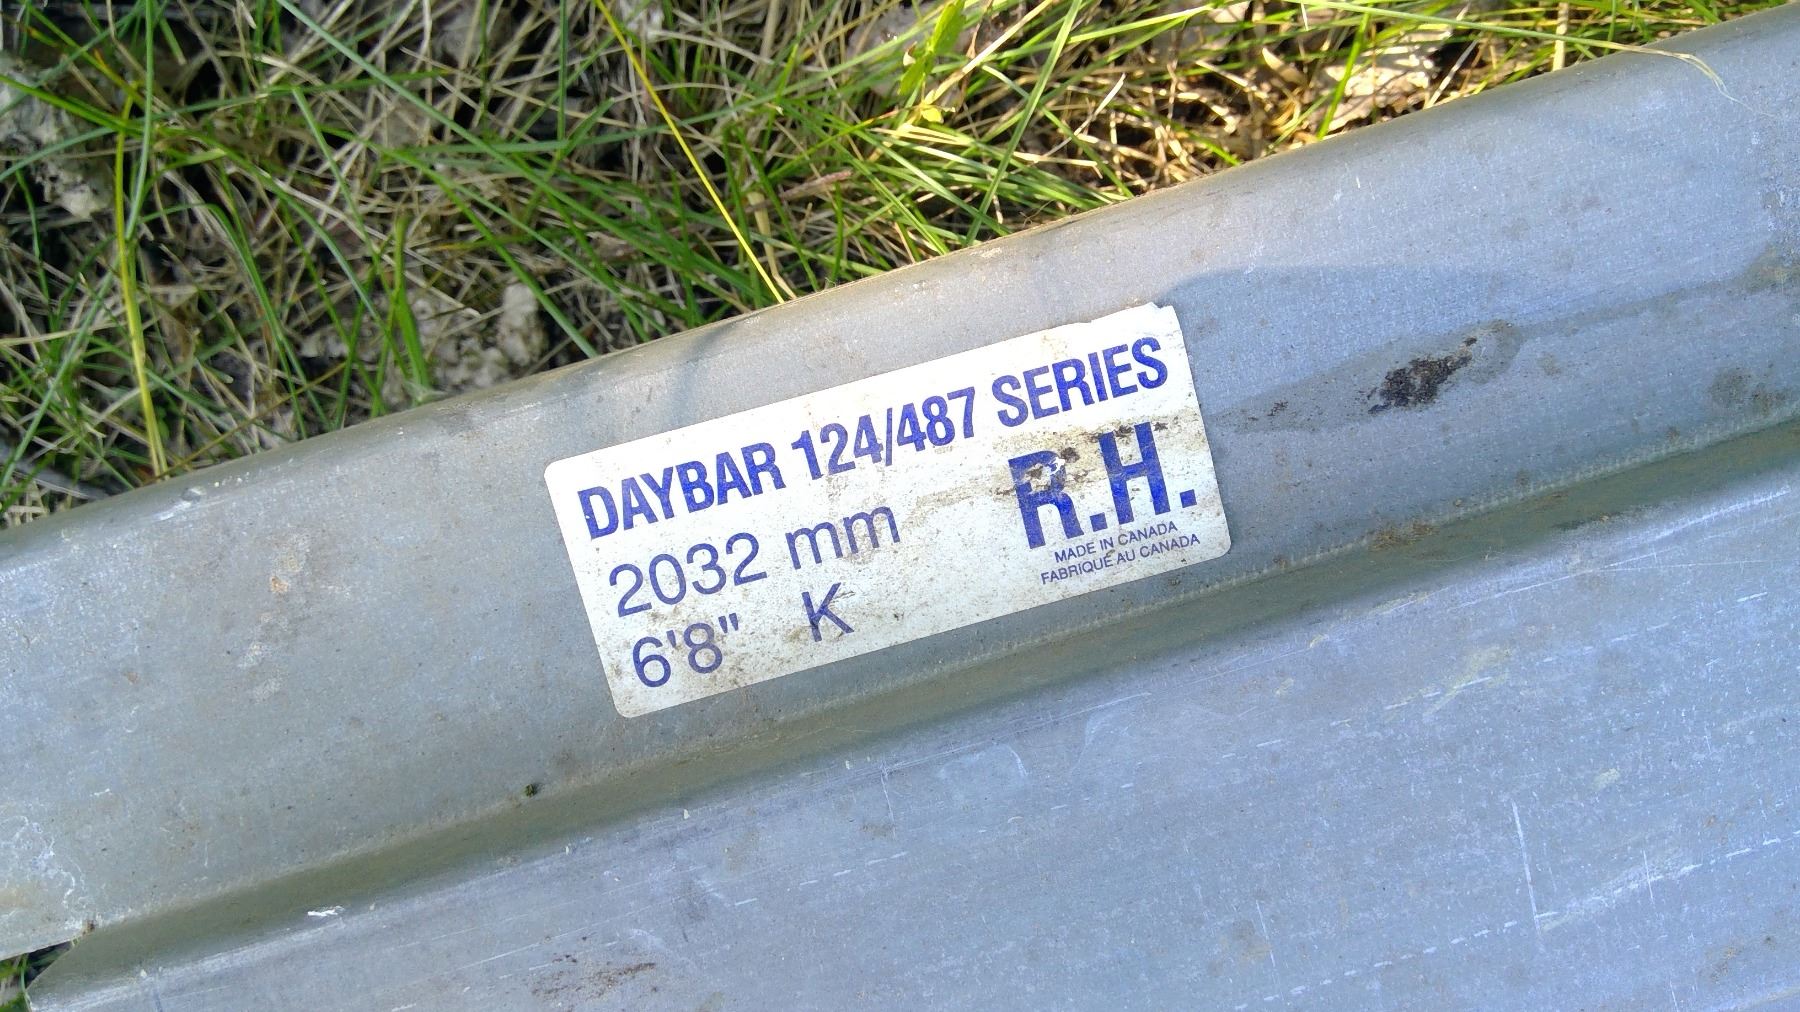 DAYBAR 124/487 SERIES
2032 mm
6'8" K
R.H.
MADE IN CANADA
FABRIQUE AU CANADA